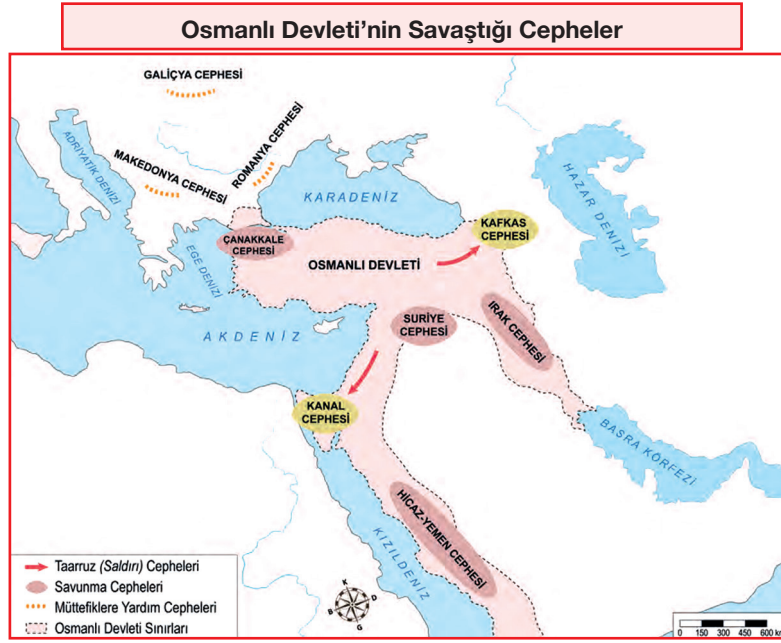 Osmanlı Devleti’nin Savaştığı Cepheler
GALİÇYA CEPHESİ
ADRİYATİK DENİZİ
MAKEDONYA CEPHESİ
ROMANYA CEPHESİ
KARADENİZ
HAZAR DENİZİ
KAFKAS
CEPHESİ
ÇANAKKALE
CEPHESİ
EGE DENİZİ
OSMANLI DEVLETİ
AKDENİZ
SURİYE
CEPHESİ
IRAK CEPHESİ
KANAL
CEPHESİ
BASRA KÖRFEZİ
HİCAZ-YEMEN CEPHESİ
KIZILDENİZ
Taarruz (Saldırı) Cepheleri
Savunma Cepheleri
Müttefiklere Yardım Cepheleri
Osmanlı Devleti Sınırları
K
B
D
G
0 150 300 450 600 km